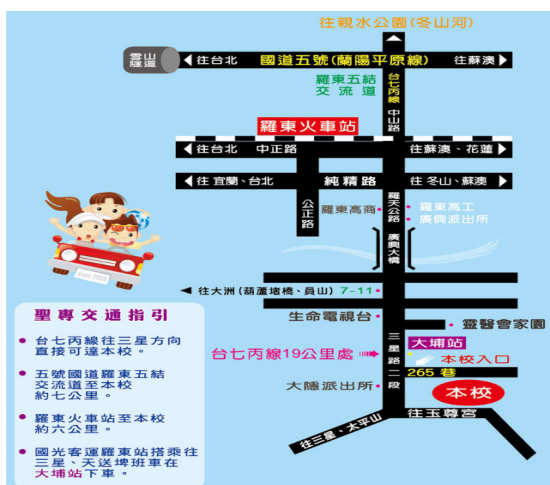 往親水公園(冬山河)
雪山
隧道
往台北 國道五號(蘭陽平原線) 往蘇澳
羅東五結
交流道
台七丙線
中山路
羅東火車站
往台北 中正路 往蘇澳、花蓮
往宜蘭、台北 純精路 往冬山、蘇澳
公正路
羅東高商
羅天公路
羅東高工
廣興派出所
廣興大橋
往大洲(葫蘆堵橋、員山) 7-11
生命電視台
靈醫會家園
三星路二段
大埔站
台七丙線19公里處
本校入口
265 巷
大隱派出所
本校
往玉尊宮
往三星、太平山
聖專交通指引
• 台七丙線往三星方向
直接可達本校。
• 五號國道羅東五結
交流道至本校
約七公里。
• 羅東火車站至本校
約六公里。
• 國光客運羅東站搭乘往
三星、天送埤班車在
大埔站下車。